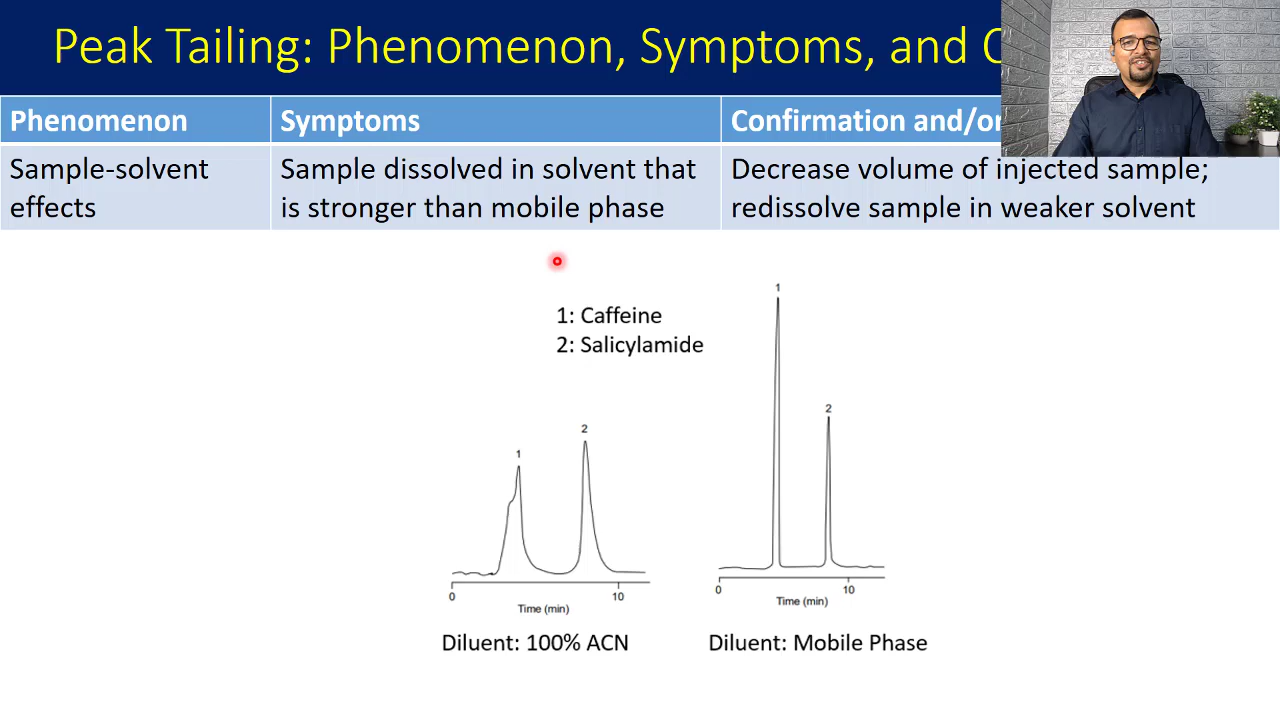 Peak Tailing: Phenomenon, Symptoms, and
Phenomenon
Symptoms
Confirmation and/or
Sample-solvent
effects
Sample dissolved in solvent that
is stronger than mobile phase
Decrease volume of injected sample;
redissolve sample in weaker solvent
1: Caffeine
2: Salicylamide
1
2
0
10
Time (min)
Diluent: 100% ACN
1
2
0
10
Time (min)
Diluent: Mobile Phase